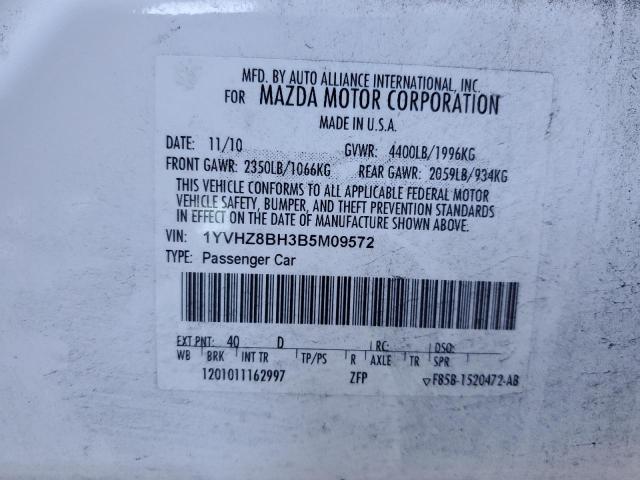 MFD. BY AUTO ALLIANCE INTERNATIONAL, INC.
FOR MAZDA MOTOR CORPORATION
MADE IN U.S.A.
DATE: 11/10 GVWR: 4400LB/1996KG
FRONT GAWR: 2350LB/1066KG REAR GAWR: 2059LB/934KG
THIS VEHICLE CONFORMS TO ALL APPLICABLE FEDERAL MOTOR
VEHICLE SAFETY, BUMPER, AND THEFT PREVENTION STANDARDS
IN EFFECT ON THE DATE OF MANUFACTURE SHOWN ABOVE.
VIN: 1YVHZ8BH3B5M09572
TYPE: Passenger Car
EXT PNT: 40 D RC: DSO:
WB BRK INT TR TP/PS R AXLE TR SPR
1201011162997 ZFP ▽F85B-1520472-AB